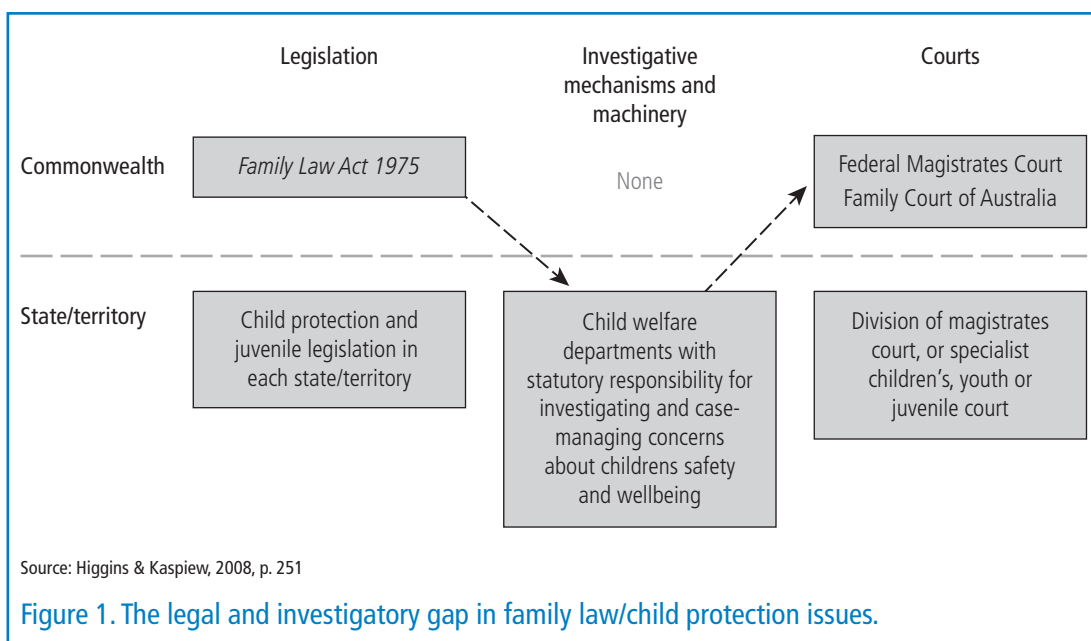 Legislation
Investigative
mechanisms and
machinery
Courts
Commonwealth
Family Law Act 1975
None
Federal Magistrates Court
Family Court of Australia
State/territory
Child protection and
juvenile legislation in
each state/territory
Child welfare
departments with
statutory responsibility for
investigating and case-
managing concerns
about childrens safety
and wellbeing
Division of magistrates
court, or specialist
children's, youth or
juvenile court
Source: Higgins & Kaspiew, 2008, p. 251
Figure 1. The legal and investigatory gap in family law/child protection issues.